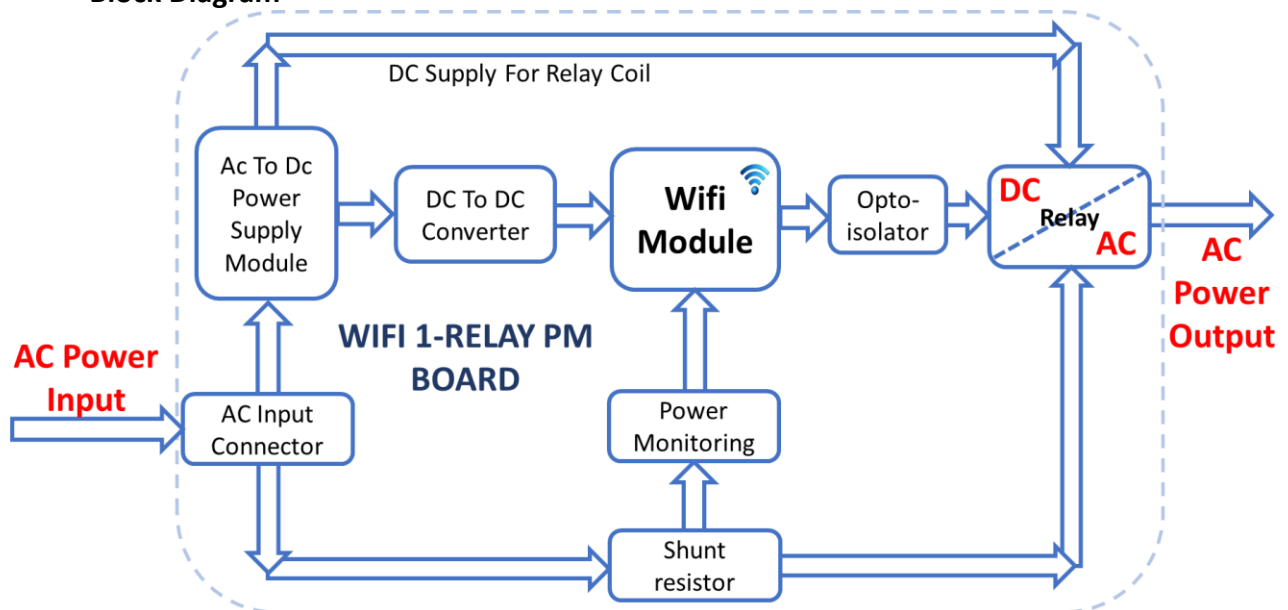 Block Diagram
DC Supply For Relay Coil
Ac To Dc
Power
Supply
Module
DC To DC
Converter
Wifi
Module
Opto-
isolator
DC
Relay
AC
AC
Power
Output
WIFI 1-RELAY PM
BOARD
AC Power
Input
AC Input
Connector
Power
Monitoring
Shunt
resistor